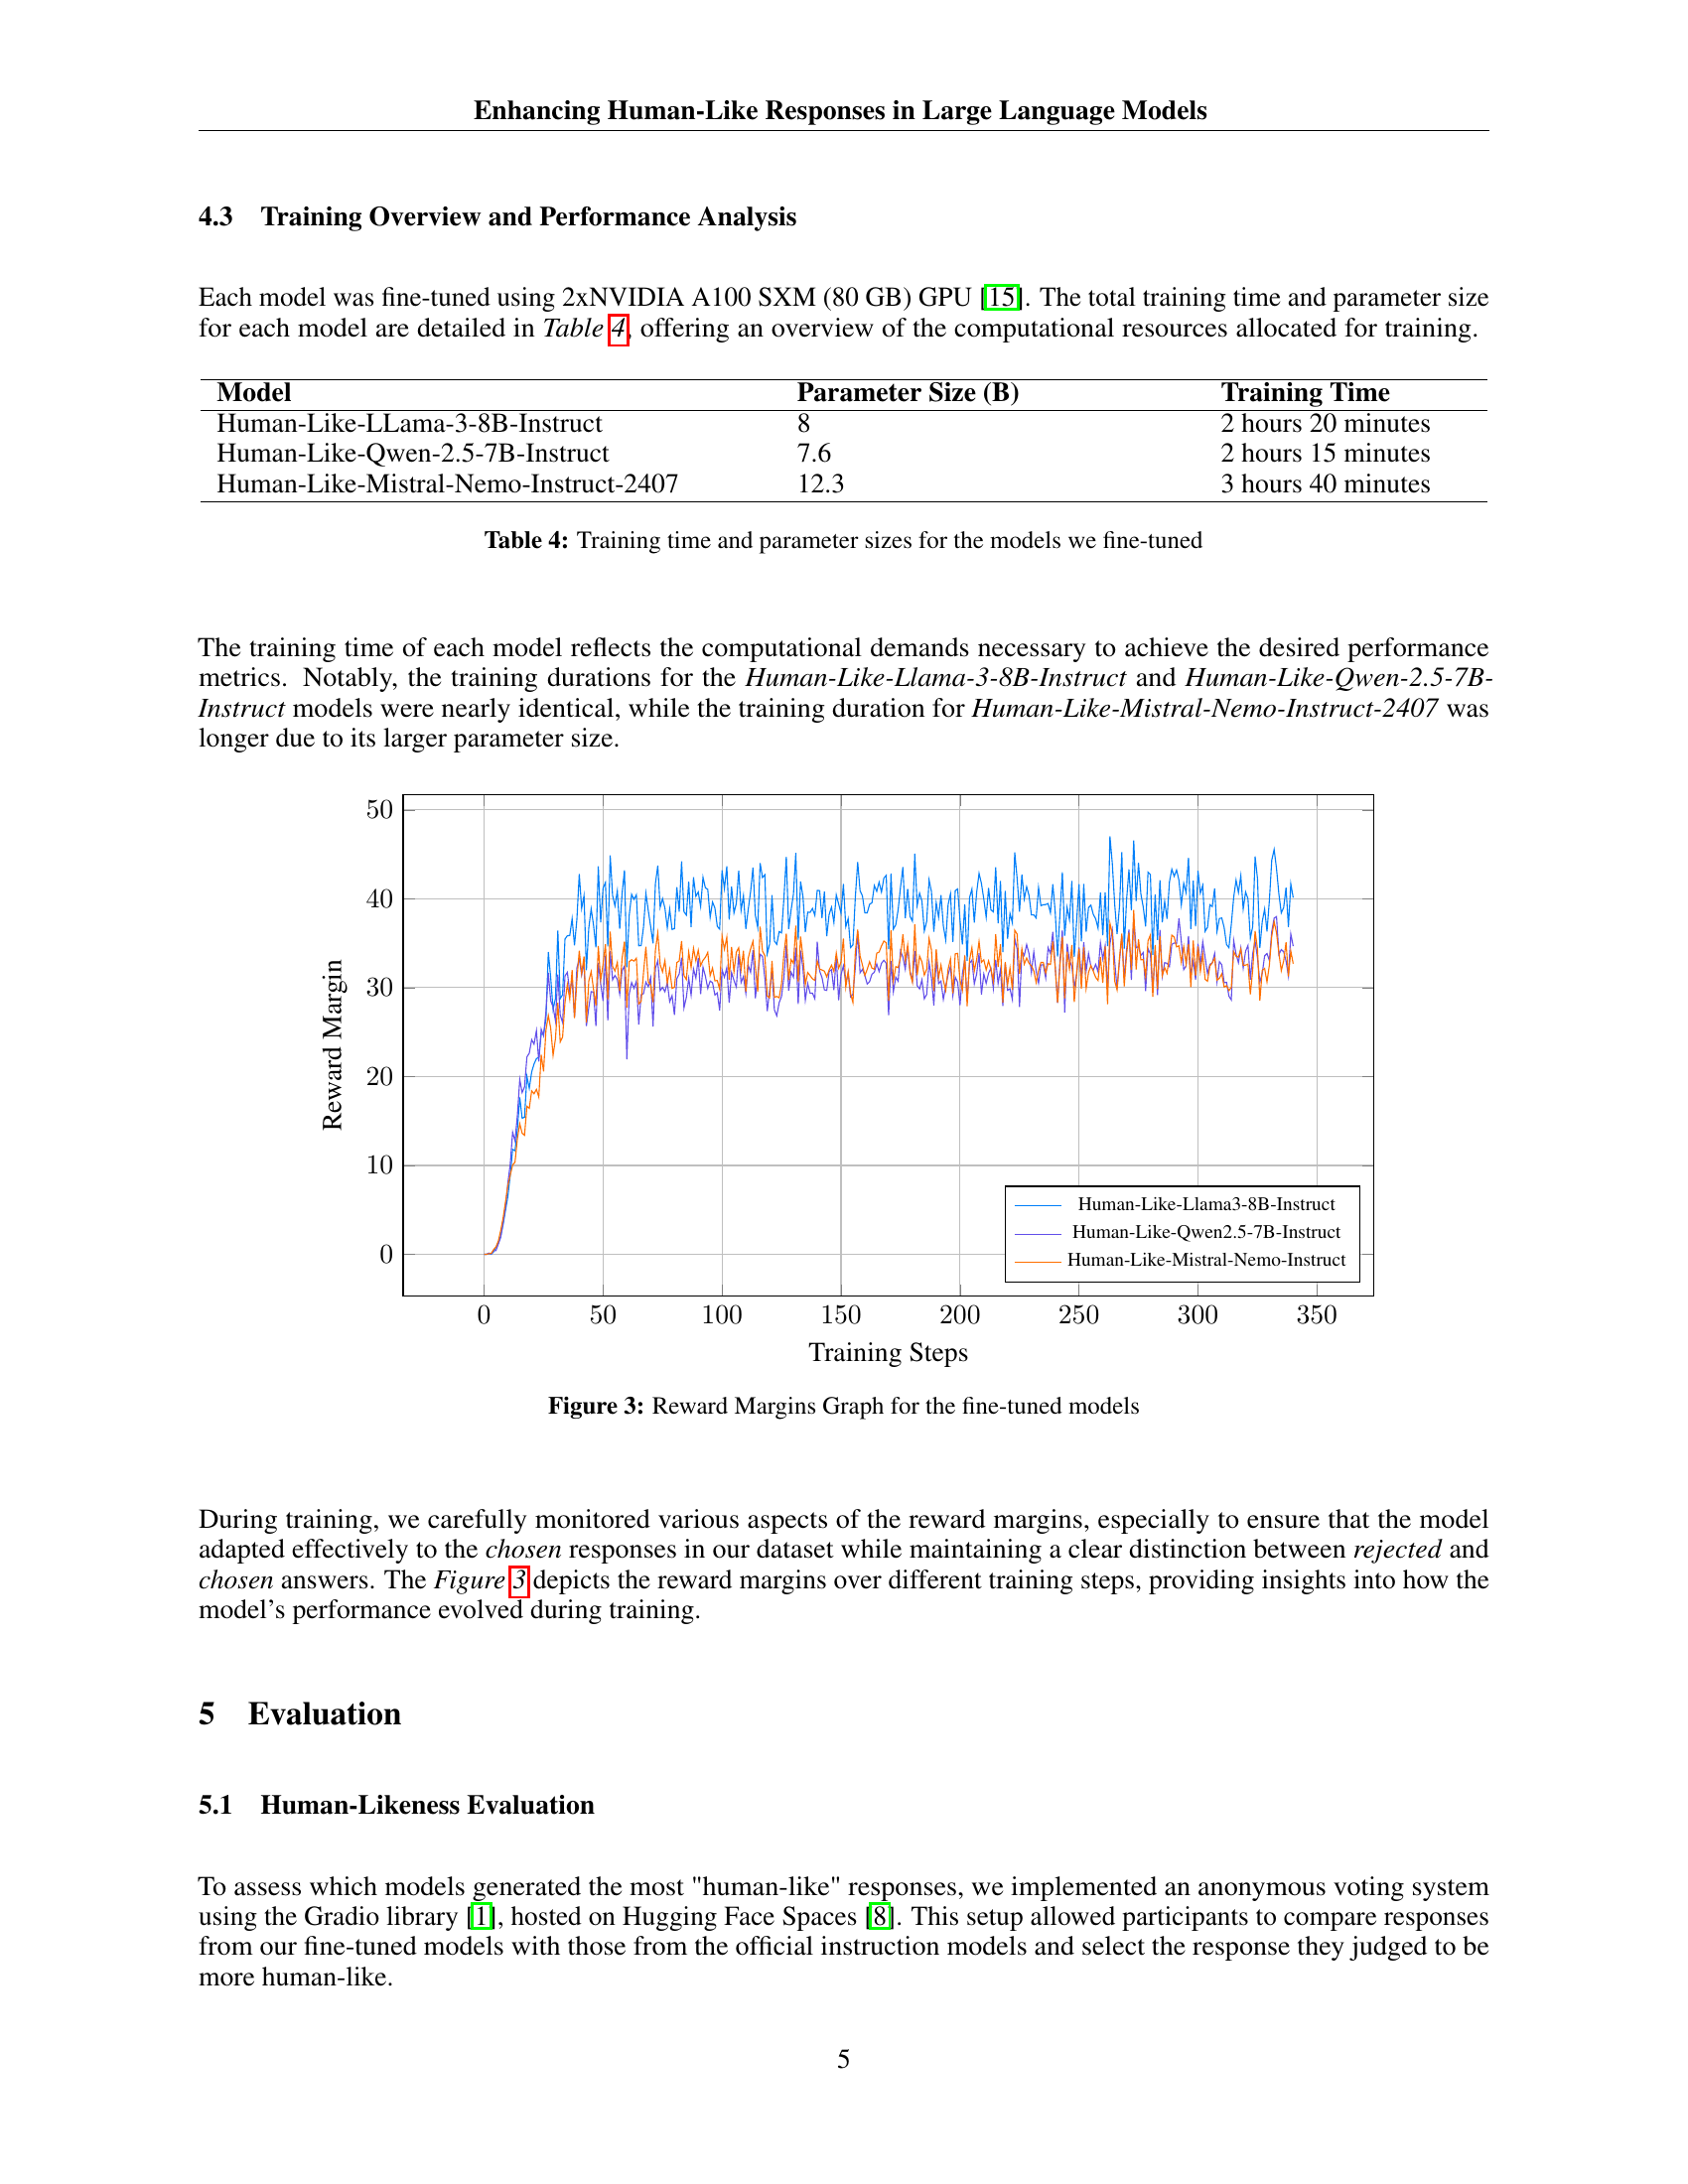 Enhancing Human-Like Responses in Large Language Models
4.3 Training Overview and Performance Analysis
Each model was fine-tuned using 2xNVIDIA A100 SXM (80 GB) GPU [15]. The total training time and parameter size
for each model are detailed in Table 4, offering an overview of the computational resources allocated for training.
Model Parameter Size (B) Training Time
Human-Like-LLama-3-8B-Instruct 8 2 hours 20 minutes
Human-Like-Qwen-2.5-7B-Instruct 7.6 2 hours 15 minutes
Human-Like-Mistral-Nemo-Instruct-2407 12.3 3 hours 40 minutes
Table 4: Training time and parameter sizes for the models we fine-tuned
The training time of each model reflects the computational demands necessary to achieve the desired performance
metrics. Notably, the training durations for the Human-Like-Llama-3-8B-Instruct and Human-Like-Qwen-2.5-7B-
Instruct models were nearly identical, while the training duration for Human-Like-Mistral-Nemo-Instruct-2407 was
longer due to its larger parameter size.
50
40
30
20
10
0
Reward Margin
Human-Like-Llama3-8B-Instruct
Human-Like-Qwen2.5-7B-Instruct
Human-Like-Mistral-Nemo-Instruct
0 50 100 150 200 250 300 350
Training Steps
Figure 3: Reward Margins Graph for the fine-tuned models
During training, we carefully monitored various aspects of the reward margins, especially to ensure that the model
adapted effectively to the chosen responses in our dataset while maintaining a clear distinction between rejected and
chosen answers. The Figure 3 depicts the reward margins over different training steps, providing insights into how the
model's performance evolved during training.
5 Evaluation
5.1 Human-Likeness Evaluation
To assess which models generated the most "human-like" responses, we implemented an anonymous voting system
using the Gradio library [1], hosted on Hugging Face Spaces [8]. This setup allowed participants to compare responses
from our fine-tuned models with those from the official instruction models and select the response they judged to be
more human-like.
5